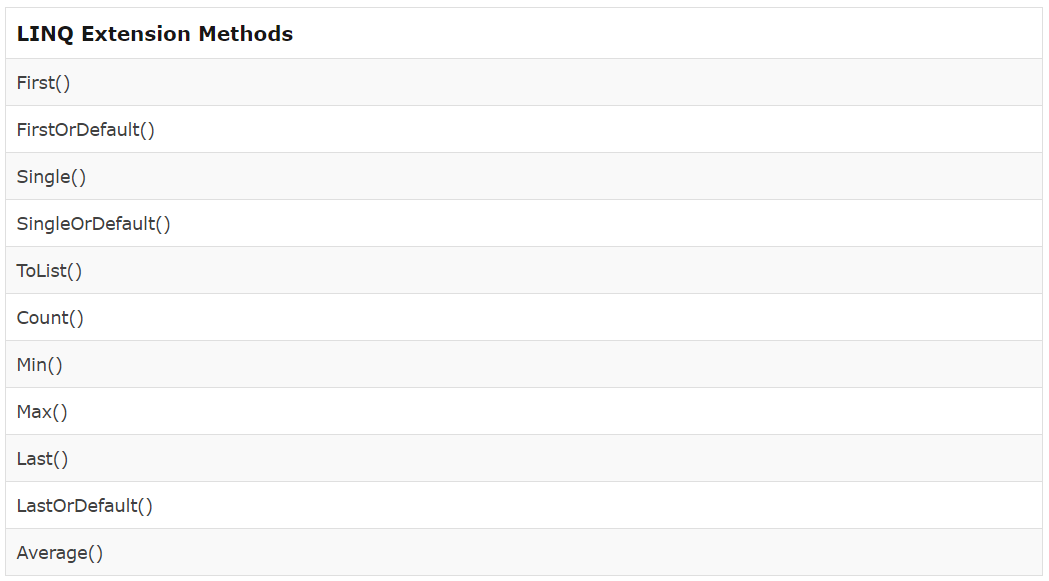 LINQ Extension Methods
First()
FirstOrDefault()
Single()
SingleOrDefault()
ToList()
Count()
Min()
Max()
Last()
LastOrDefault()
Average()